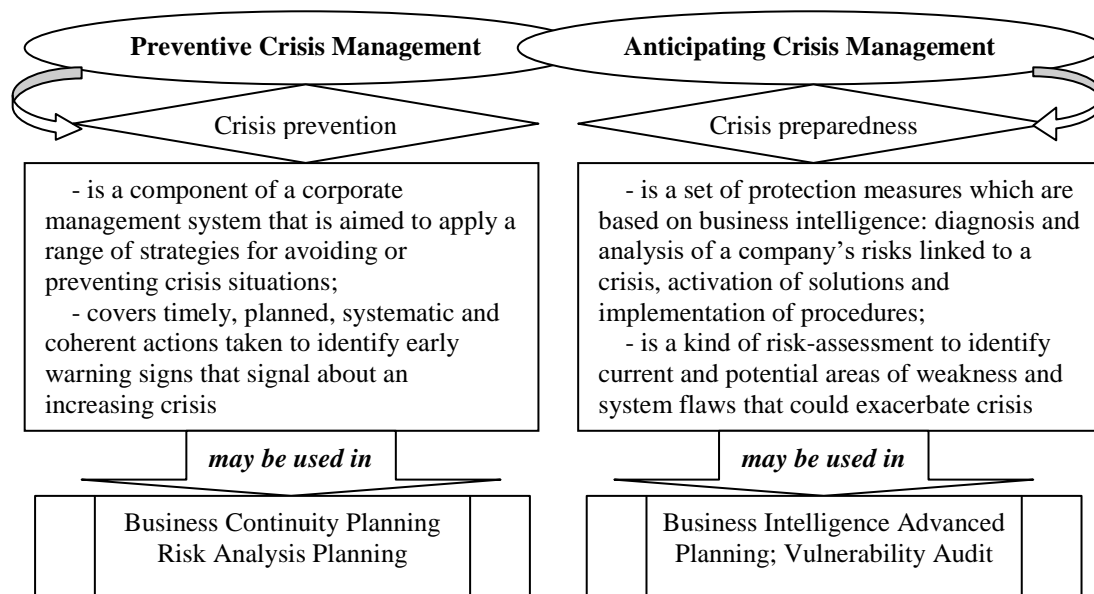 Preventive Crisis Management
Crisis prevention
- is a component of a corporate
management system that is aimed to apply a
range of strategies for avoiding or
preventing crisis situations;
- covers timely, planned, systematic and
coherent actions taken to identify early
warning signs that signal about an
increasing crisis
may be used in
Business Continuity Planning
Risk Analysis Planning
Anticipating Crisis Management
Crisis preparedness
- is a set of protection measures which are
based on business intelligence: diagnosis and
analysis of a company's risks linked to a
crisis, activation of solutions and
implementation of procedures;
- is a kind of risk-assessment to identify
current and potential areas of weakness and
system flaws that could exacerbate crisis
may be used in
Business Intelligence Advanced
Planning; Vulnerability Audit